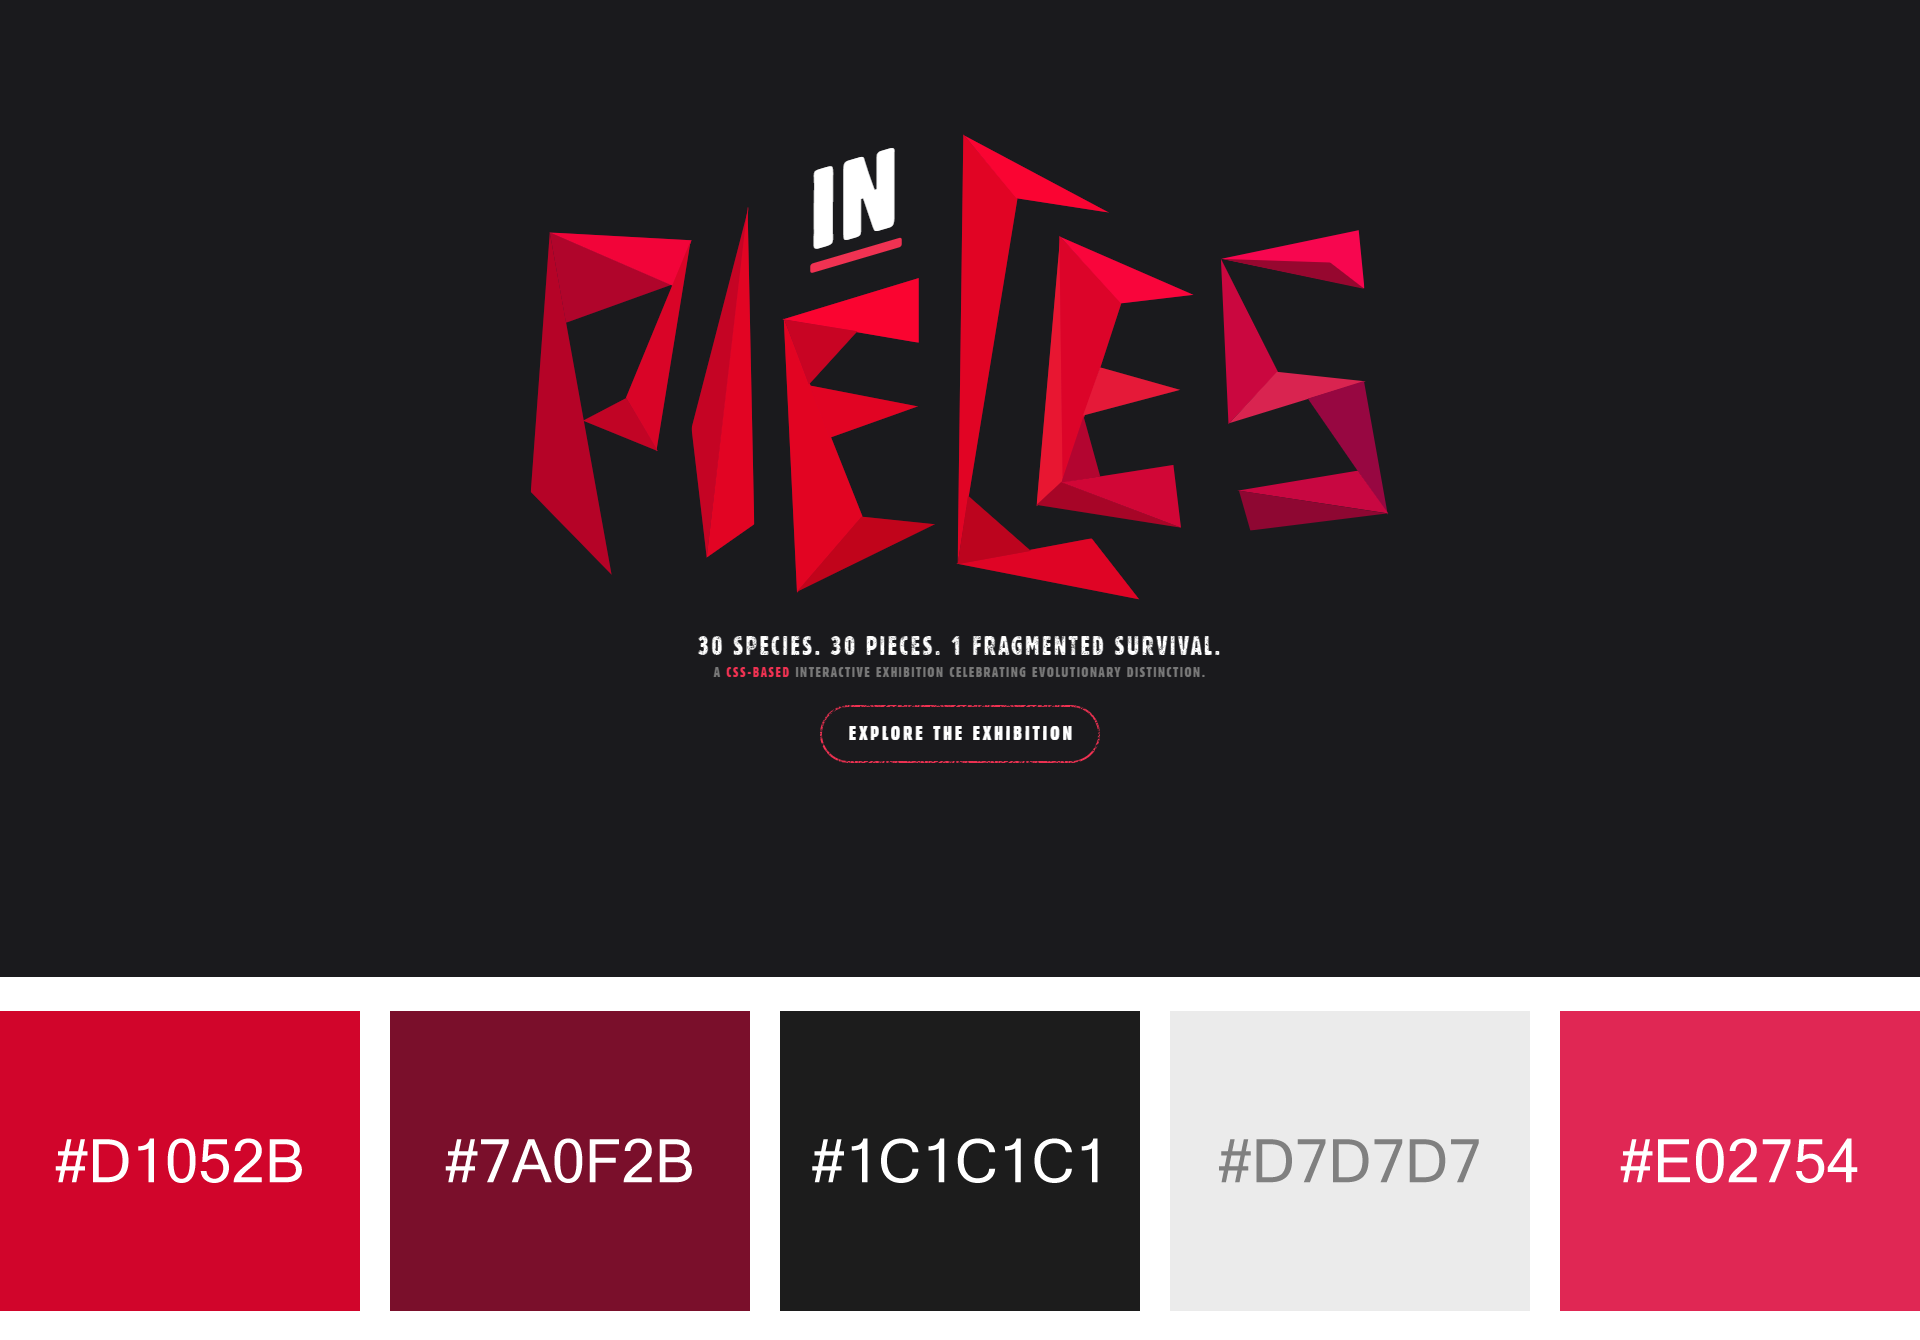 IN
PIECES
30 SPECIES. 30 PIECES. 1 FRAGMENTED SURVIVAL.
A CSS-BASED INTERACTIVE EXHIBITION CELEBRATING EVOLUTIONARY DISTINCTION.
EXPLORE THE EXHIBITION
#D1052B
#7A0F2B
#1C1C1C1
#D7D7D7
#E02754